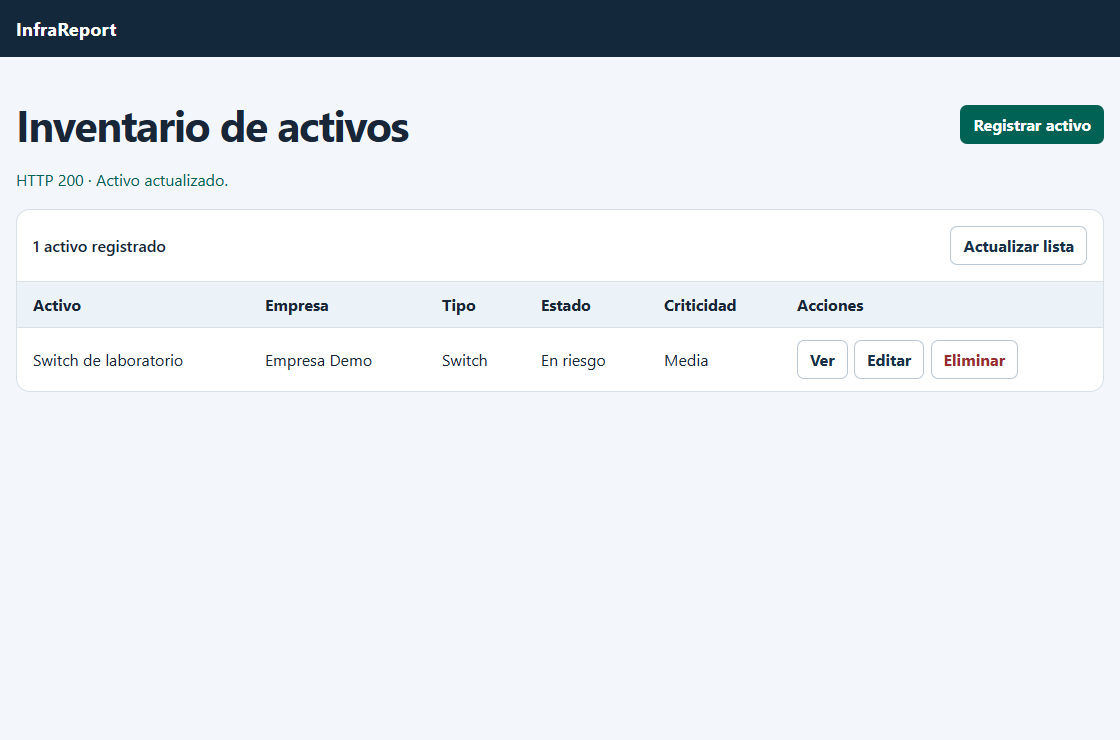 InfraReport
Inventario de activos
Registrar activo
HTTP 200 · Activo actualizado.
1 activo registrado
Actualizar lista
Activo Empresa Tipo Estado Criticidad Acciones
Switch de laboratorio Empresa Demo Switch En riesgo Media Ver Editar Eliminar